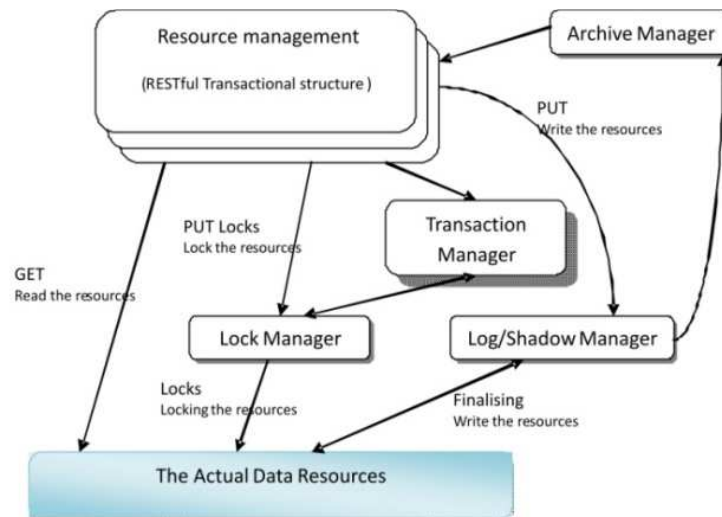 Resource management
(RESTful Transactional structure )
Archive Manager
PUT
Write the resources
PUT Locks
Lock the resources
Transaction
Manager
GET
Read the resources
Lock Manager
Log/Shadow Manager
Locks
Locking the resources
Finalising
Write the resources
The Actual Data Resources